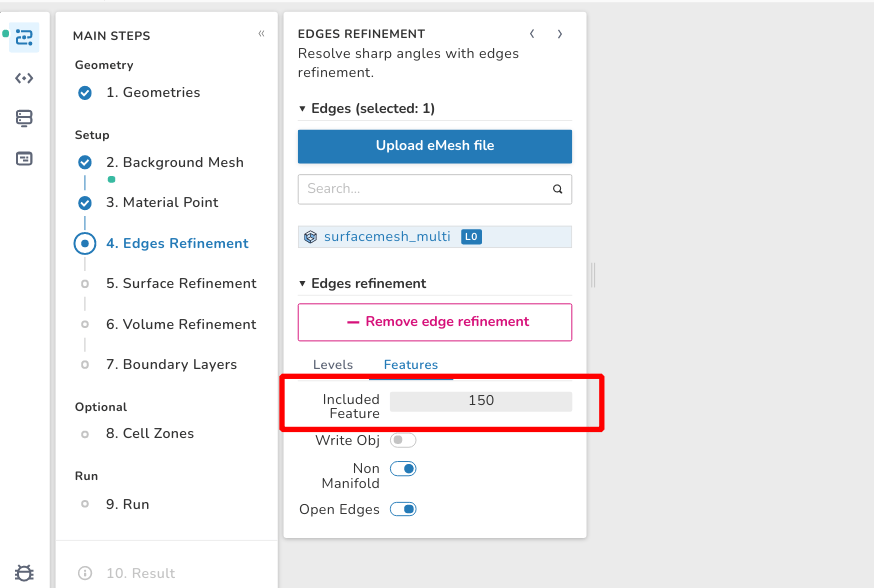 MAIN STEPS
«
Geometry
1. Geometries
Setup
2. Background Mesh
3. Material Point
4. Edges Refinement
5. Surface Refinement
6. Volume Refinement
7. Boundary Layers
Optional
8. Cell Zones
Run
9. Run
10. Result
EDGES REFINEMENT
Resolve sharp angles with edges
refinement.
Edges (selected: 1)
Upload eMesh file
Search...
surfacemesh_multi L0
Edges refinement
Remove edge refinement
Levels Features
Included
Feature
150
Write Obj
Non
Manifold
Open Edges